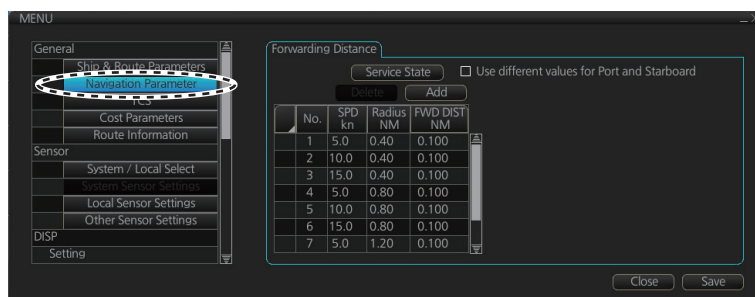 MENU
General
Ship & Route Parameters
Navigation Parameter
TCS
Cost Parameters
Route Information
Sensor
System / Local Select
System Sensor Settings
Local Sensor Settings
Other Sensor Settings
DISP
Setting
Forwarding Distance
Service State Use different values for Port and Starboard
Delete Add
No. SPD kn Radius NM FWD DIST NM
1 5.0 0.40 0.100
2 10.0 0.40 0.100
3 15.0 0.40 0.100
4 5.0 0.80 0.100
5 10.0 0.80 0.100
6 15.0 0.80 0.100
7 5.0 1.20 0.100
Close Save